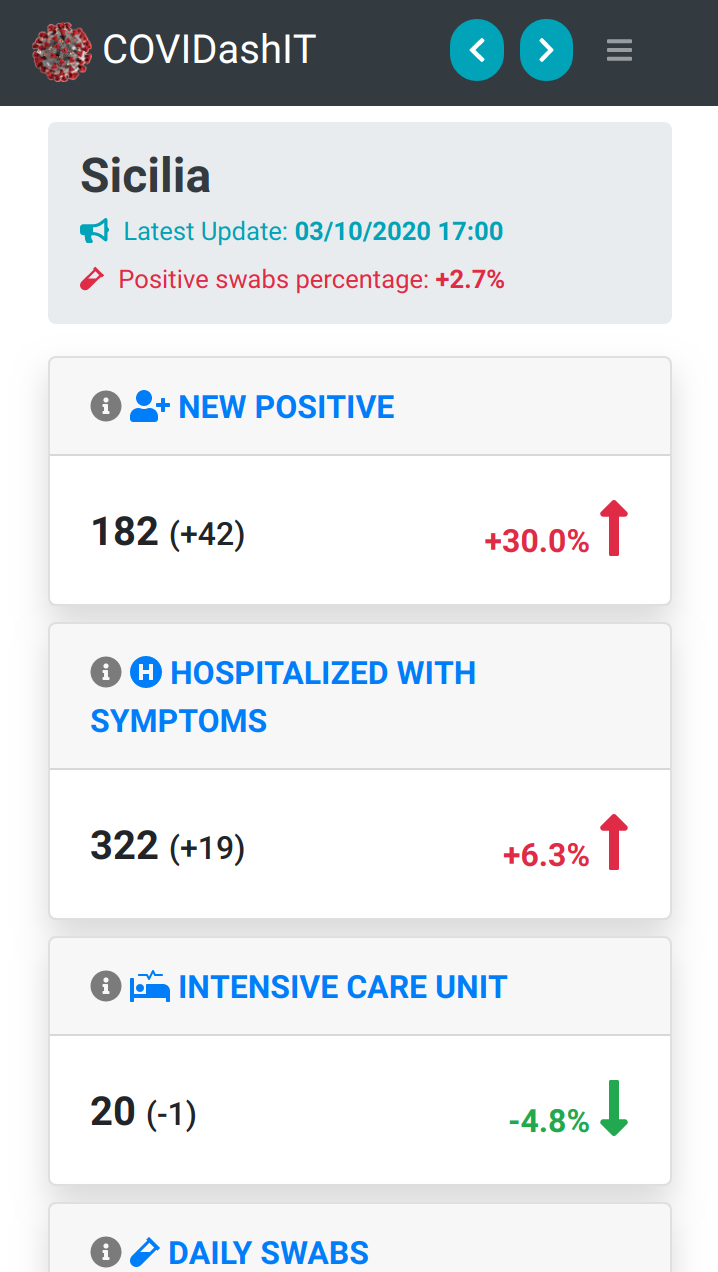 COVIDashIT
Sicilia
Latest Update: 03/10/2020 17:00
Positive swabs percentage: +2.7%
NEW POSITIVE
182 (+42)
+30.0%
HOSPITALIZED WITH
SYMPTOMS
322 (+19)
+6.3%
INTENSIVE CARE UNIT
20 (-1)
-4.8%
DAILY SWABS